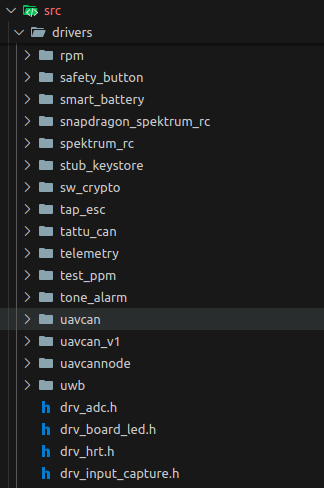 src
drivers
rpm
safety_button
smart_battery
snapdragon_spektrum_rc
spektrum_rc
stub_keystore
sw_crypto
tap_esc
tattu_can
telemetry
test_ppm
tone_alarm
uavcan
uavcan_v1
uavcannode
uwb
h drv_adc.h
h drv_board_led.h
h drv_hrt.h
h drv_input_capture.h